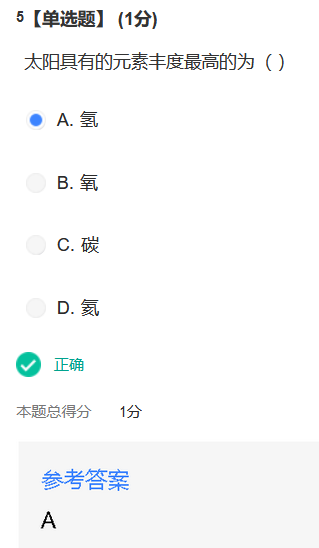 5【单选题】 (1分)
太阳具有的元素丰度最高的为（ ）
A. 氢
B. 氧
C. 碳
D. 氦
正确
本题总得分 1分
参考答案
A